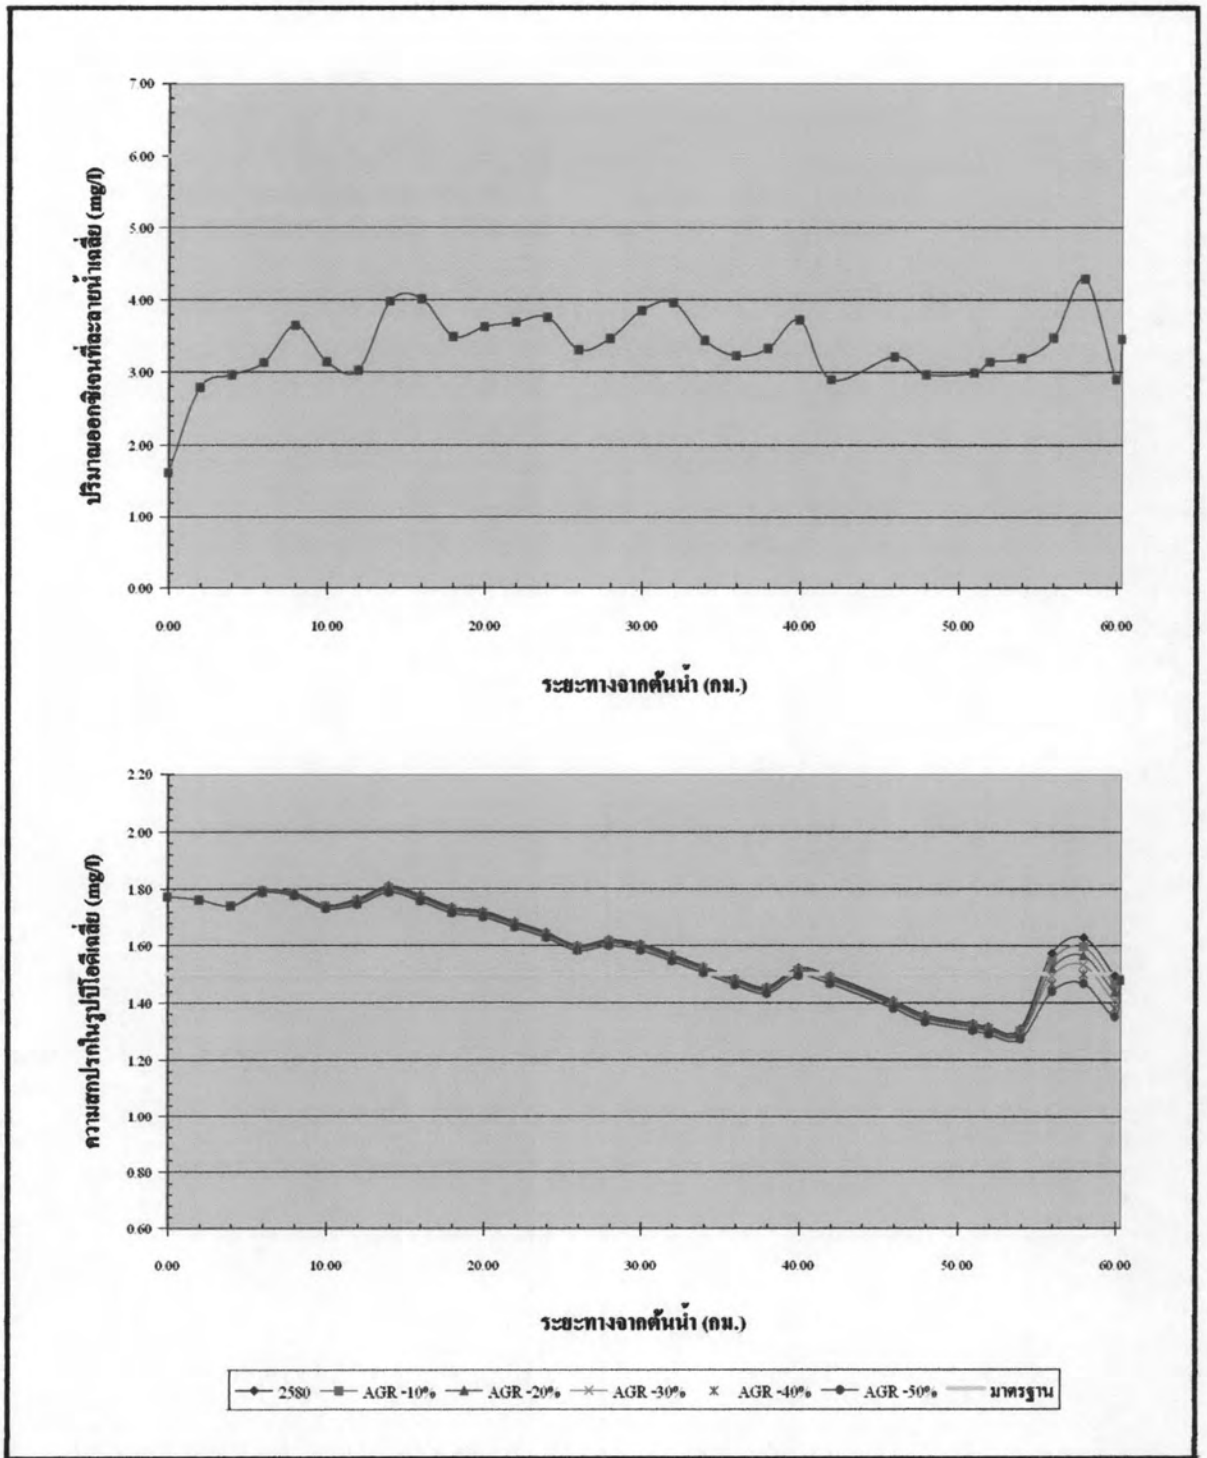 7.00
6.00
5.00
4.00
3.00
2.00
1.00
0.00
ปริมาณออกซิเจนที่ละลายน้ำเฉลี่ย (mg/l)
0.00 10.00 20.00 30.00 40.00 50.00 60.00
ระยะทางจากต้นน้ำ (กม.)
2.20
2.00
1.80
1.60
1.40
1.20
1.00
0.80
0.60
ความสกปรกในรูปบีโอดีเฉลี่ย (mg/l)
0.00 10.00 20.00 30.00 40.00 50.00 60.00
ระยะทางจากต้นน้ำ (กม.)
2580 AGR -10% AGR -20% AGR -30% AGR -40% AGR -50% มาตรฐาน